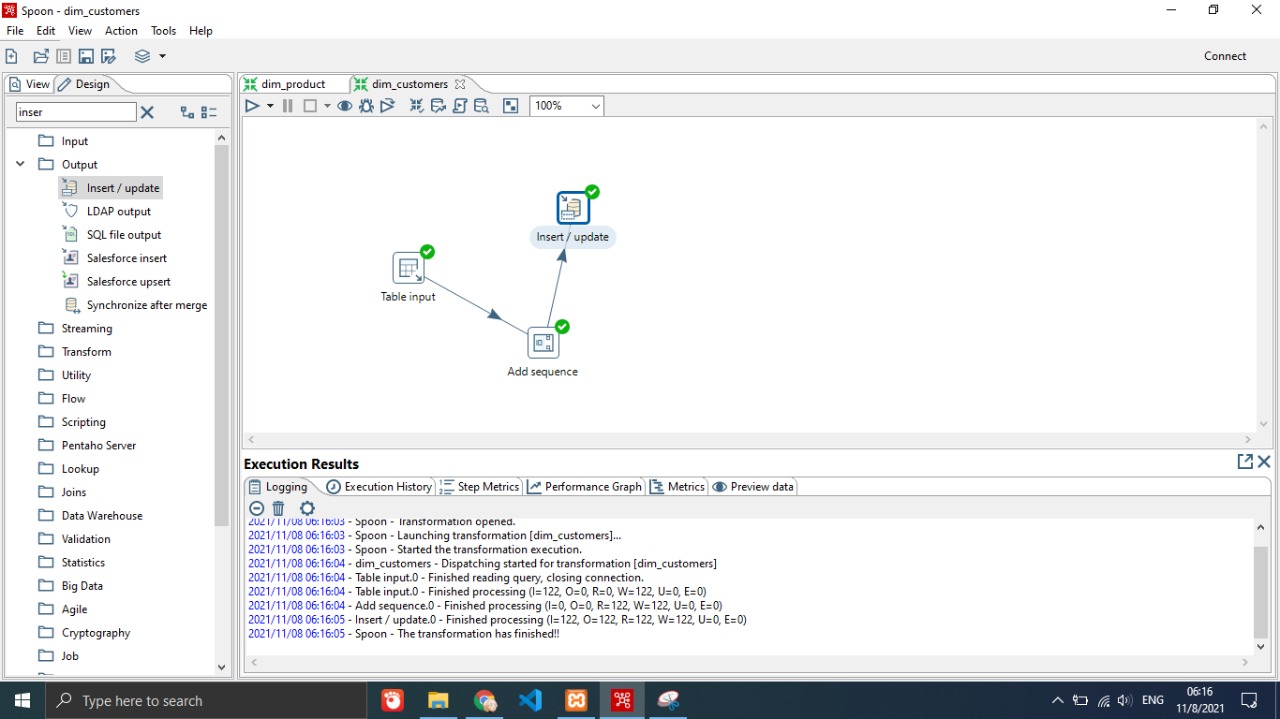 Spoon - dim_customers
File Edit View Action Tools Help
Connect
View Design
inser
Input
Output
Insert / update
LDAP output
SQL file output
Salesforce insert
Salesforce upsert
Synchronize after merge
Streaming
Transform
Utility
Flow
Scripting
Pentaho Server
Lookup
Joins
Data Warehouse
Validation
Statistics
Big Data
Agile
Cryptography
Job
dim_product dim_customers
100%
Insert / update
Table input
Add sequence
Execution Results
Logging Execution History Step Metrics Performance Graph Metrics Preview data
2021/11/08 06:16:03 - Spoon - Transformation opened.
2021/11/08 06:16:03 - Spoon - Launching transformation [dim_customers]...
2021/11/08 06:16:03 - Spoon - Started the transformation execution.
2021/11/08 06:16:04 - dim_customers - Dispatching started for transformation [dim_customers]
2021/11/08 06:16:04 - Table input.0 - Finished reading query, closing connection.
2021/11/08 06:16:04 - Table input.0 - Finished processing (I=122, O=0, R=0, W=122, U=0, E=0)
2021/11/08 06:16:04 - Add sequence.0 - Finished processing (I=0, O=0, R=122, W=122, U=0, E=0)
2021/11/08 06:16:05 - Insert / update.0 - Finished processing (I=122, O=122, R=122, W=122, U=0, E=0)
2021/11/08 06:16:05 - Spoon - The transformation has finished!!
Type here to search
ENG
06:16
11/8/2021